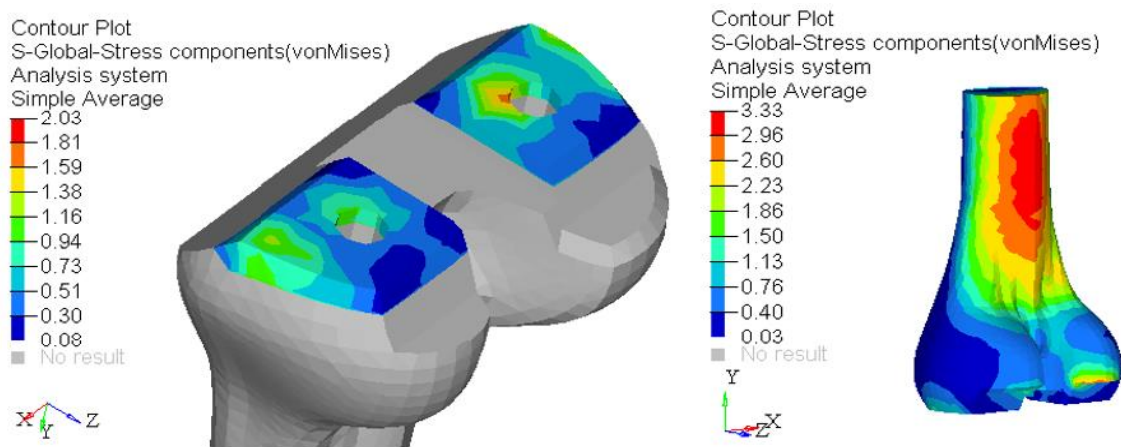 Contour Plot
S-Global-Stress components(vonMises)
Analysis system
Simple Average
2.03
1.81
1.59
1.38
1.16
0.94
0.73
0.51
0.30
0.08
No result
X
Y
Z
Contour Plot
S-Global-Stress components(vonMises)
Analysis system
Simple Average
3.33
2.96
2.60
2.23
1.86
1.50
1.13
0.76
0.40
0.03
No result
Y
X
Z